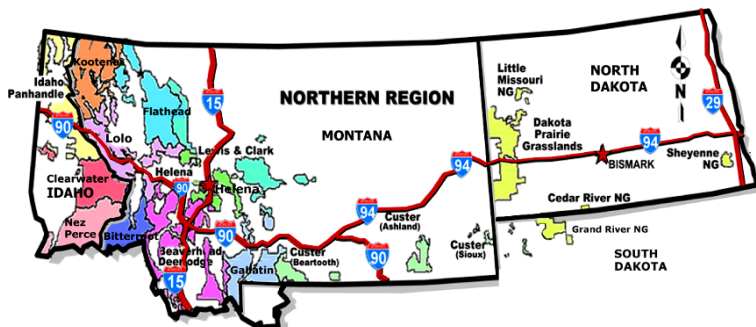 Kootenai
Idaho
Panhandle
90
Lolo
Flathead
15
NORTHERN REGION
MONTANA
Lewis & Clark
Helena
90
Helena
Clearwater
IDAHO
Nez
Perce
Bitterroot
Beaverhead
Deerlodge
15
90
Gallatin
Custer
(Beartooth)
94
Custer
(Ashland)
90
94
Custer
(Sioux)
Little
Missouri
NG
NORTH
DAKOTA
N
29
Dakota
Prairie
Grasslands
94
BISMARK
Sheyenne
NG
Cedar River NG
Grand River NG
SOUTH
DAKOTA